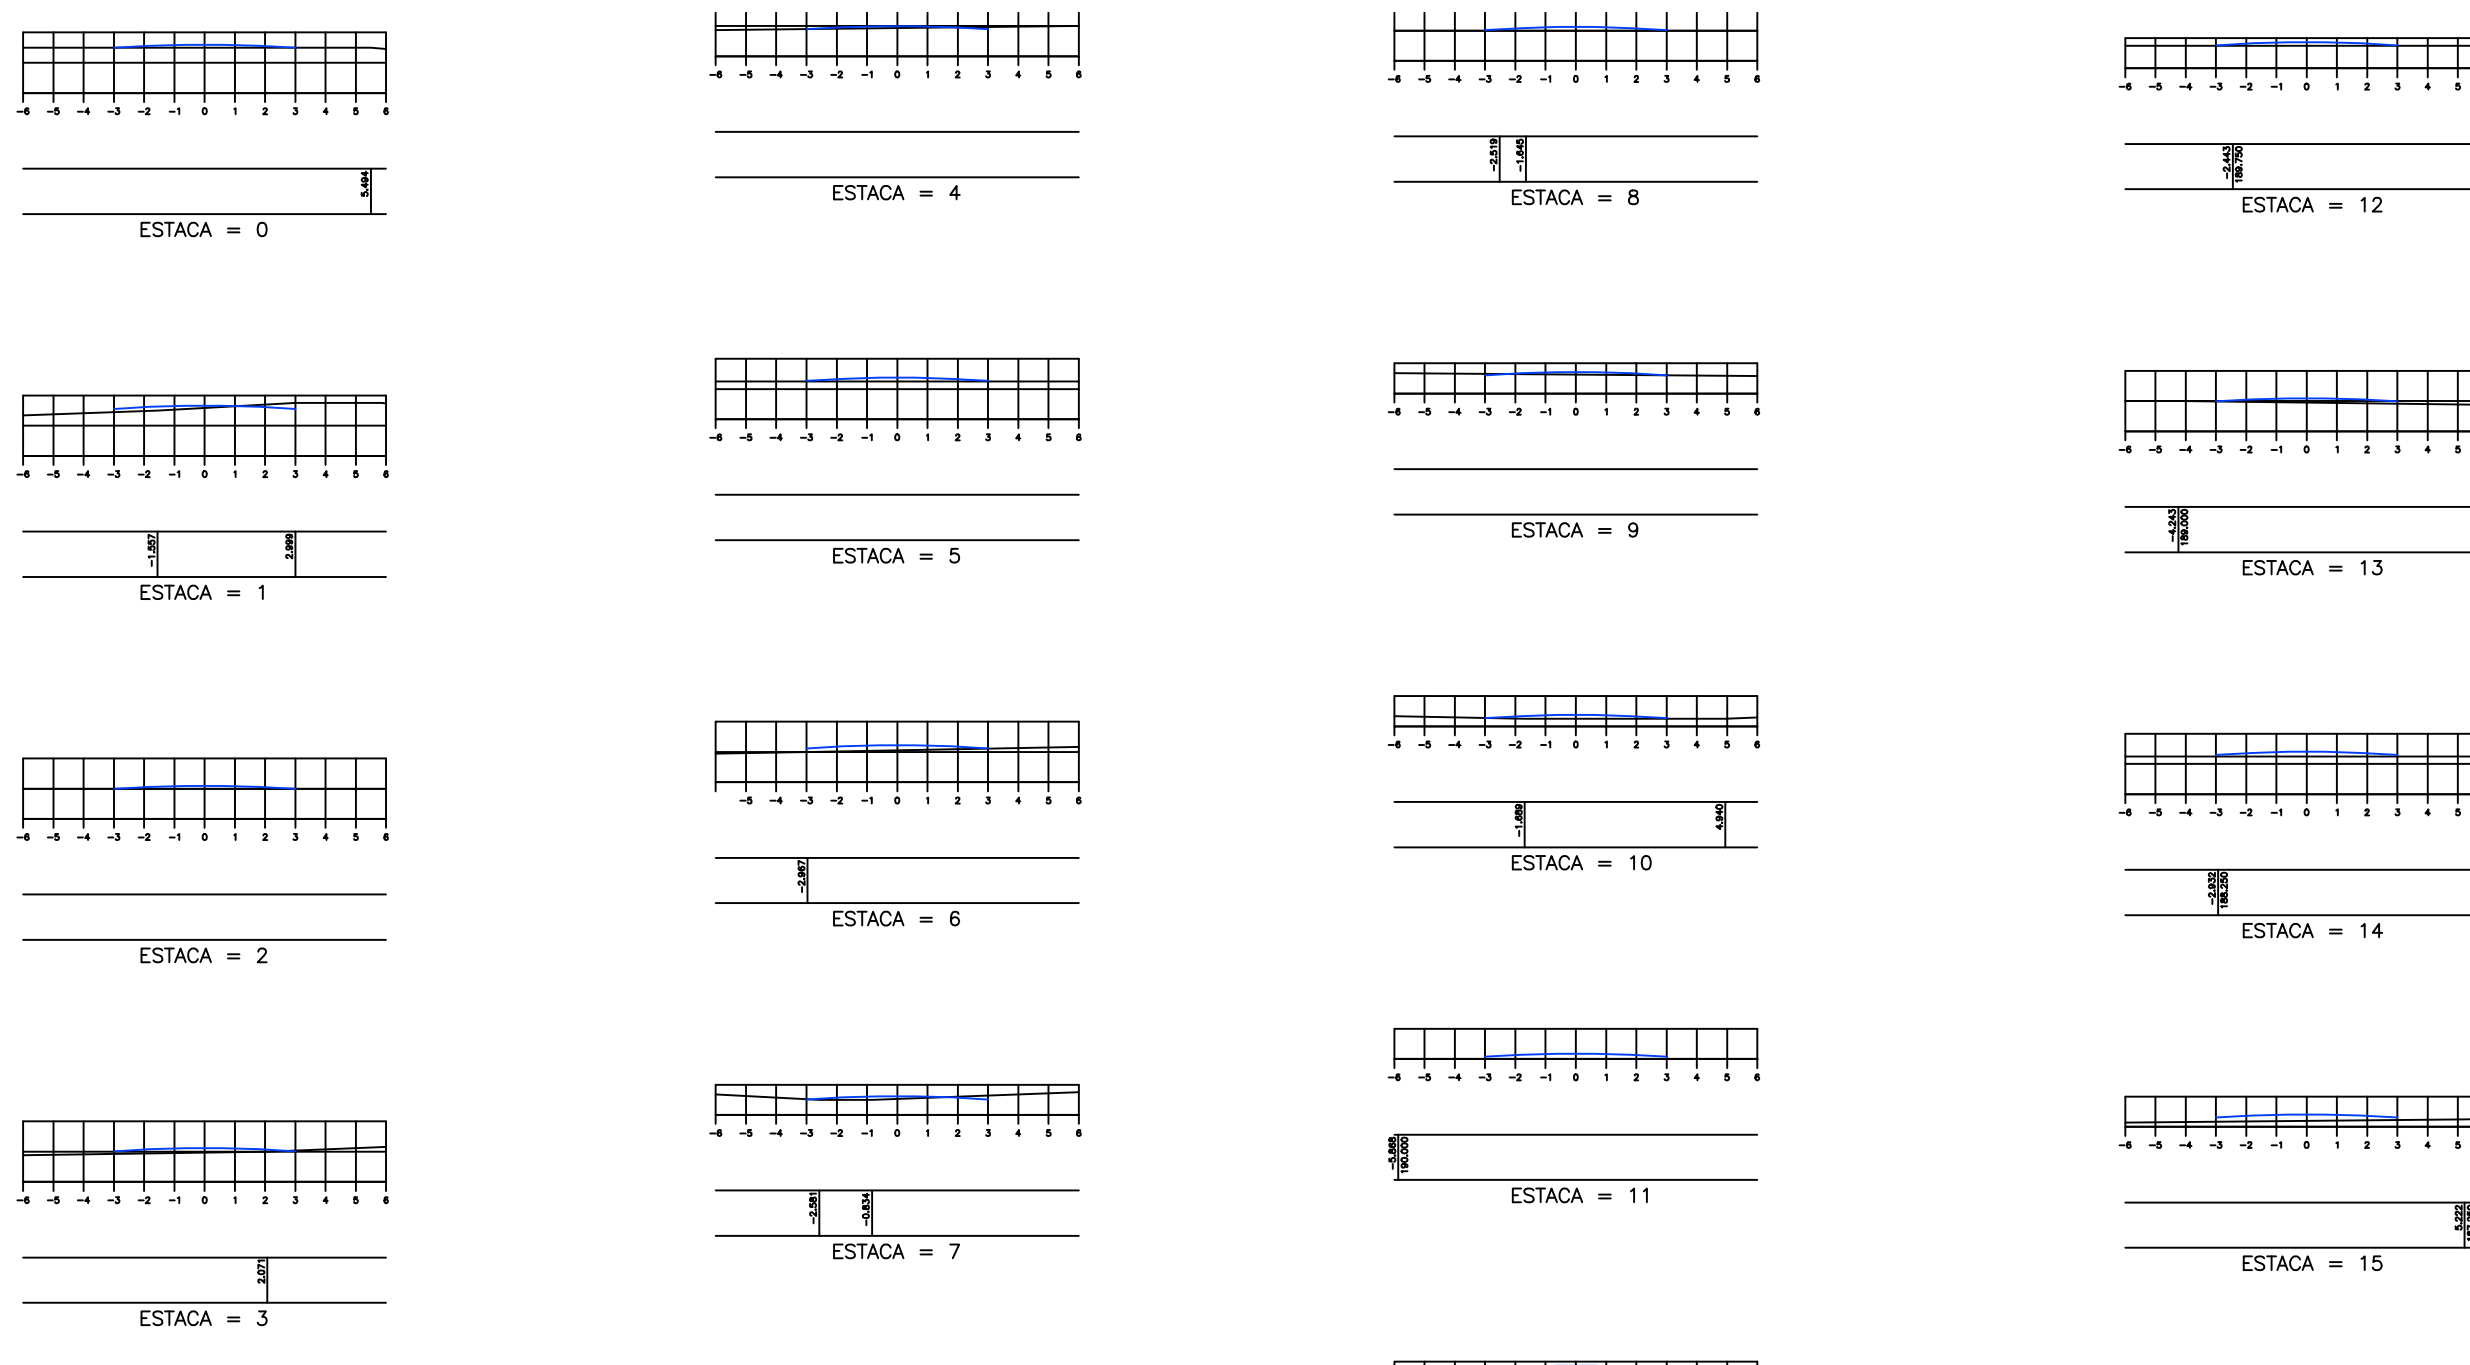 -6 -5 -4 -3 -2 -1 0 1 2 3 4 5 6
5.494
ESTACA = 0
-6 -5 -4 -3 -2 -1 0 1 2 3 4 5 6
-1.557 2.999
ESTACA = 1
-6 -5 -4 -3 -2 -1 0 1 2 3 4 5 6
ESTACA = 2
-6 -5 -4 -3 -2 -1 0 1 2 3 4 5 6
2.071
ESTACA = 3
-6 -5 -4 -3 -2 -1 0 1 2 3 4 5 6
ESTACA = 4
-6 -5 -4 -3 -2 -1 0 1 2 3 4 5 6
ESTACA = 5
-5 -4 -3 -2 -1 0 1 2 3 4 5 6
-2.967
ESTACA = 6
-6 -5 -4 -3 -2 -1 0 1 2 3 4 5 6
-2.581 -0.834
ESTACA = 7
-6 -5 -4 -3 -2 -1 0 1 2 3 4 5 6
-2.519 -1.645
ESTACA = 8
-6 -5 -4 -3 -2 -1 0 1 2 3 4 5 6
ESTACA = 9
-6 -5 -4 -3 -2 -1 0 1 2 3 4 5 6
-1.689 4.940
ESTACA = 10
-6 -5 -4 -3 -2 -1 0 1 2 3 4 5 6
-5.868
190.000
ESTACA = 11
-6 -5 -4 -3 -2 -1 0 1 2 3 4 5
-2.443
189.750
ESTACA = 12
-6 -5 -4 -3 -2 -1 0 1 2 3 4 5
-4.243
189.000
ESTACA = 13
-6 -5 -4 -3 -2 -1 0 1 2 3 4 5
-2.932
188.250
ESTACA = 14
-6 -5 -4 -3 -2 -1 0 1 2 3 4 5
5.222
ESTACA = 15